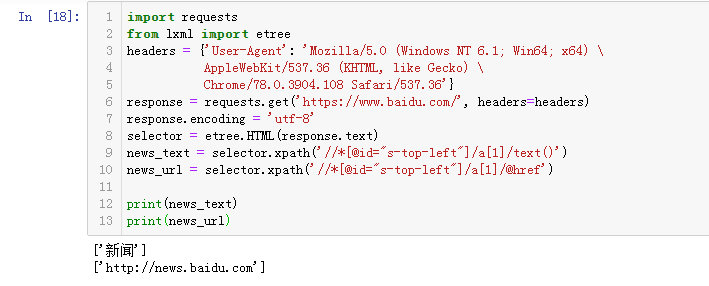 In [18]:
1 import requests
2 from lxml import etree
3 headers = {'User-Agent': 'Mozilla/5.0 (Windows NT 6.1; Win64; x64) \
4 AppleWebKit/537.36 (KHTML, like Gecko) \
5 Chrome/78.0.3904.108 Safari/537.36'}
6 response = requests.get('https://www.baidu.com/', headers=headers)
7 response.encoding = 'utf-8'
8 selector = etree.HTML(response.text)
9 news_text = selector.xpath('//*[@id="s-top-left"]/a[1]/text()')
10 news_url = selector.xpath('//*[@id="s-top-left"]/a[1]/@href')
11
12 print(news_text)
13 print(news_url)
['新闻']
['http://news.baidu.com']